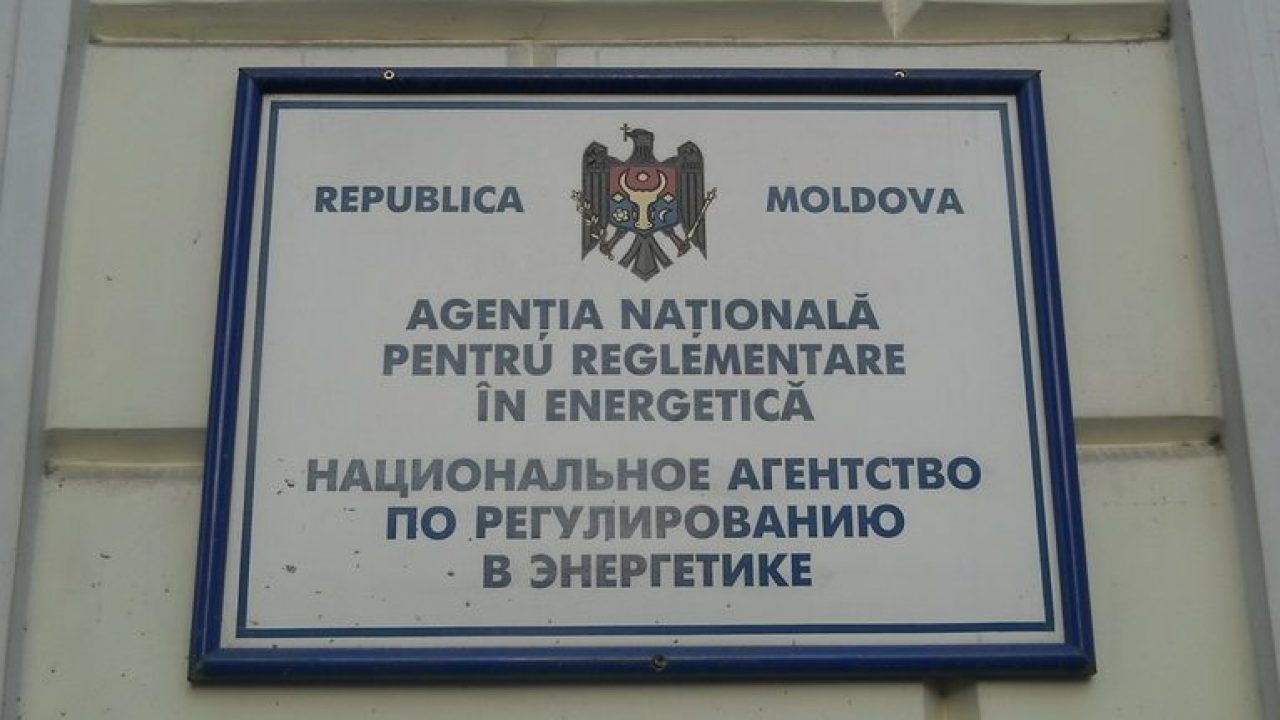 REPUBLICA MOLDOVA
AGENȚIA NAȚIONALĂ
PENTRU REGLEMENTARE
ÎN ENERGETICĂ
НАЦИОНАЛЬНОЕ АГЕНТСТВО
ПО РЕГУЛИРОВАНИЮ
В ЭНЕРГЕТИКЕ